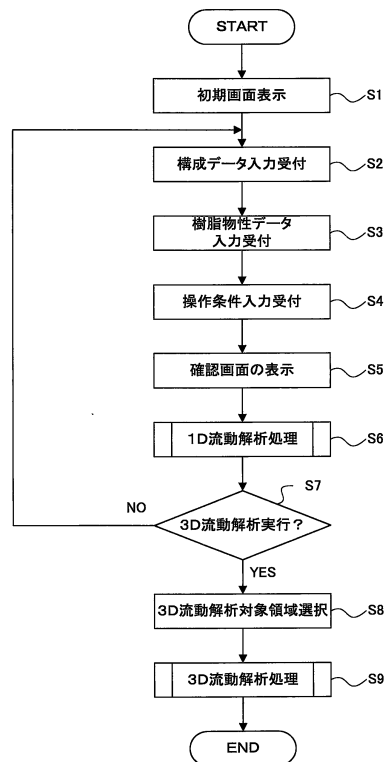 START
初期画面表示
S1
構成データ入力受付
S2
樹脂物性データ
入力受付
S3
操作条件入力受付
S4
確認画面の表示
S5
1D流動解析処理
S6
S7
3D流動解析実行？
NO
YES
3D流動解析対象領域選択
S8
3D流動解析処理
S9
END